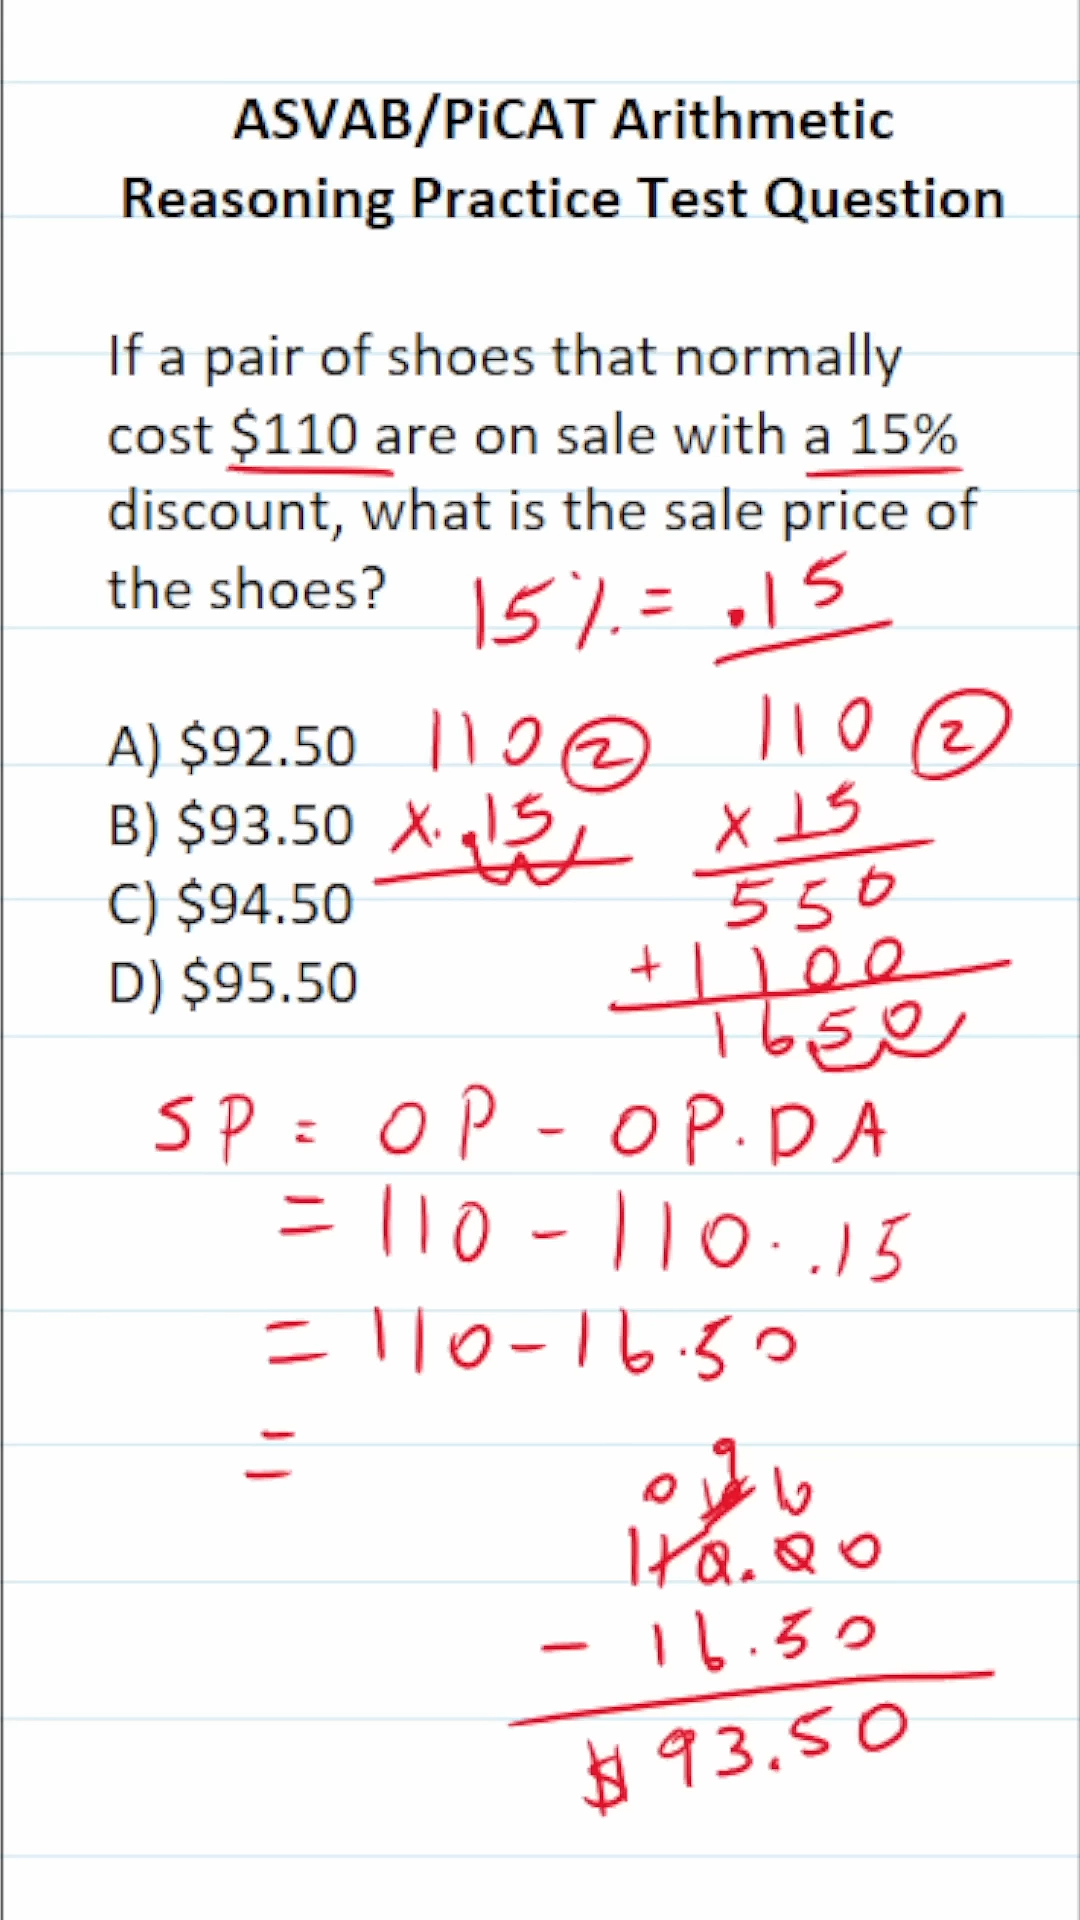 ASVAB/PiCAT Arithmetic
Reasoning Practice Test Question
If a pair of shoes that normally
cost $110 are on sale with a 15%
discount, what is the sale price of
the shoes?
15% = .15
A) $92.50
B) $93.50
C) $94.50
D) $95.50
110 2
x .15
110 2
x 15
550
+ 1100
1650
SP = OP - OP . DA
= 110 - 110 . .15
= 110 - 16.50
=
0 9
110.00
- 16.50
$93.50